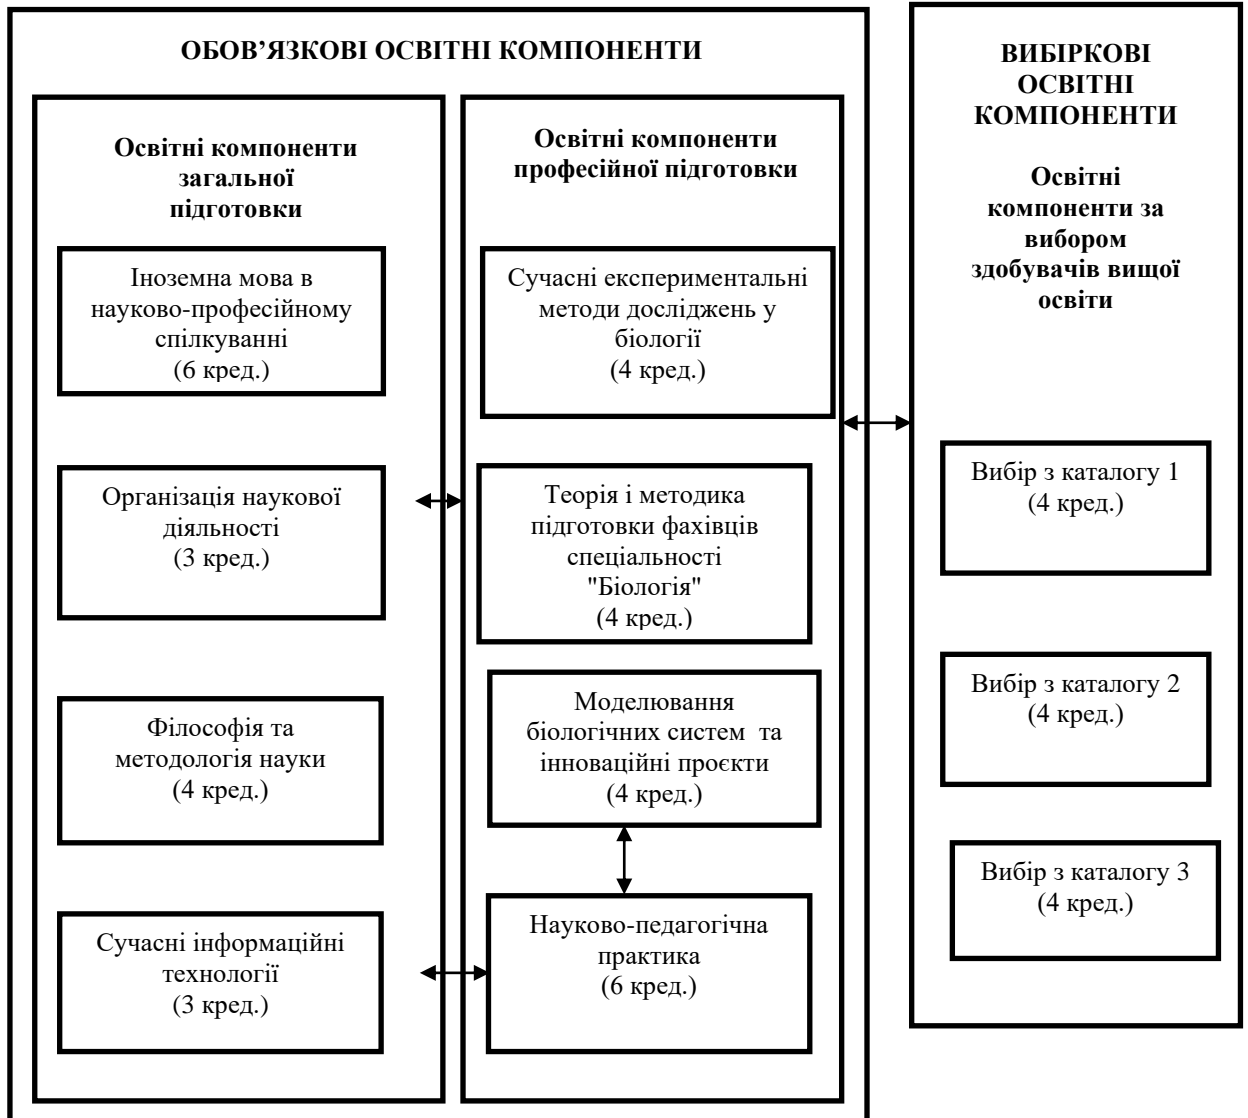 ОБОВ’ЯЗКОВІ ОСВІТНІ КОМПОНЕНТИ
Освітні компоненти
загальної
підготовки
Іноземна мова в
науково-професійному
спілкуванні
(6 кред.)
Організація наукової
діяльності
(3 кред.)
Філософія та
методологія науки
(4 кред.)
Сучасні інформаційні
технології
(3 кред.)
Освітні компоненти
професійної підготовки
Сучасні експериментальні
методи досліджень у
біології
(4 кред.)
Теорія і методика
підготовки фахівців
спеціальності
"Біологія"
(4 кред.)
Моделювання
біологічних систем та
інноваційні проєкти
(4 кред.)
Науково-педагогічна
практика
(6 кред.)
ВИБІРКОВІ
ОСВІТНІ
КОМПОНЕНТИ
Освітні
компоненти за
вибором
здобувачів вищої
освіти
Вибір з каталогу 1
(4 кред.)
Вибір з каталогу 2
(4 кред.)
Вибір з каталогу 3
(4 кред.)